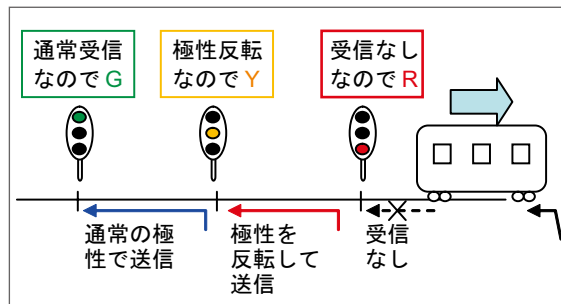 通常受信
なのでG
極性反転
なのでY
受信なし
なのでR
通常の極
性で送信
極性を
反転して
送信
受信
なし